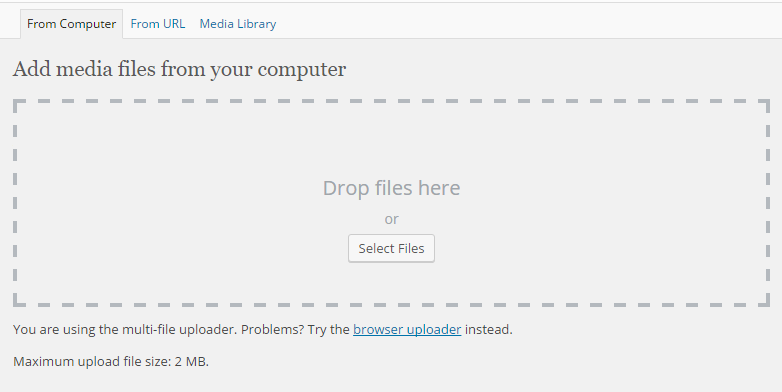 From Computer From URL Media Library
Add media files from your computer
Drop files here
or
Select Files
You are using the multi-file uploader. Problems? Try the browser uploader instead.
Maximum upload file size: 2 MB.